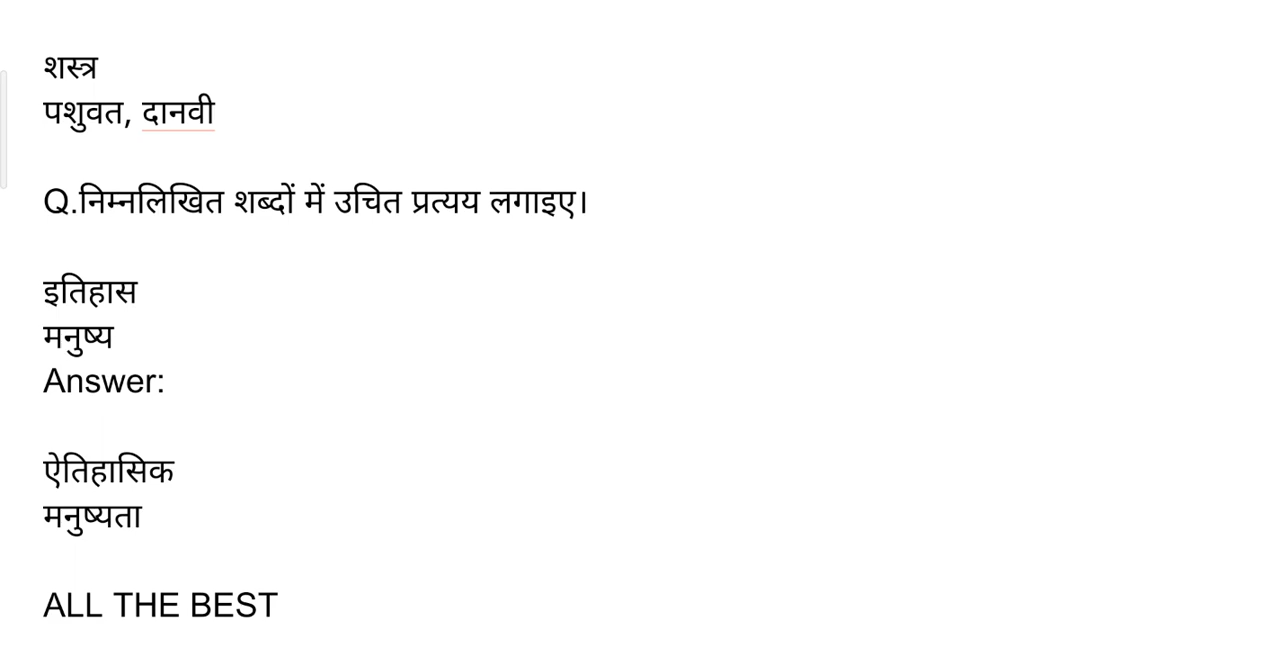 शस्त्र
पशुवत, दानवी
Q.निम्नलिखित शब्दों में उचित प्रत्यय लगाइए।
इतिहास
मनुष्य
Answer:
ऐतिहासिक
मनुष्यता
ALL THE BEST